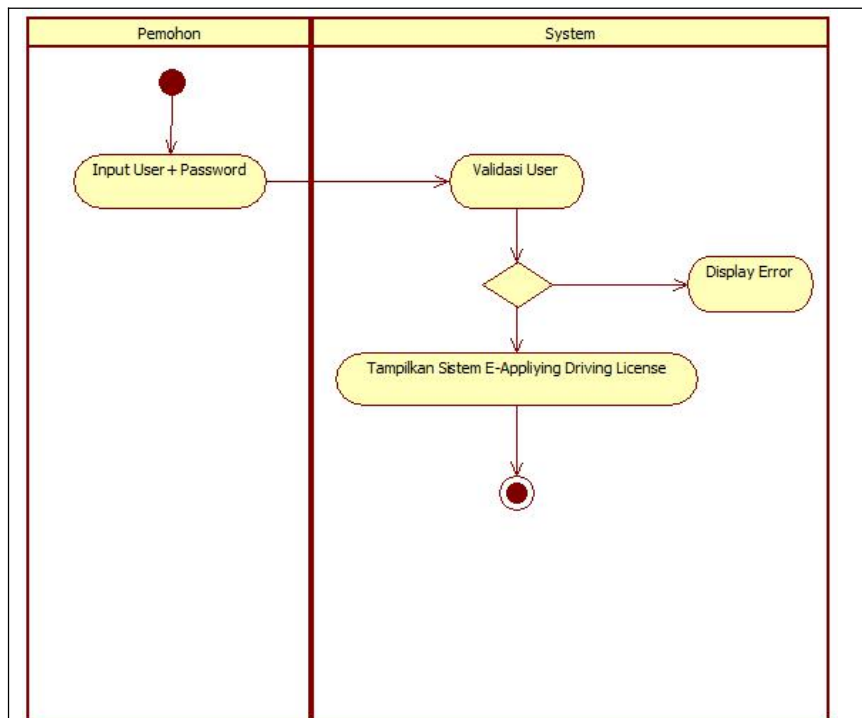 Pemohon
System
Input User + Password
Validasi User
Display Error
Tampilkan Sistem E-Appliying Driving License